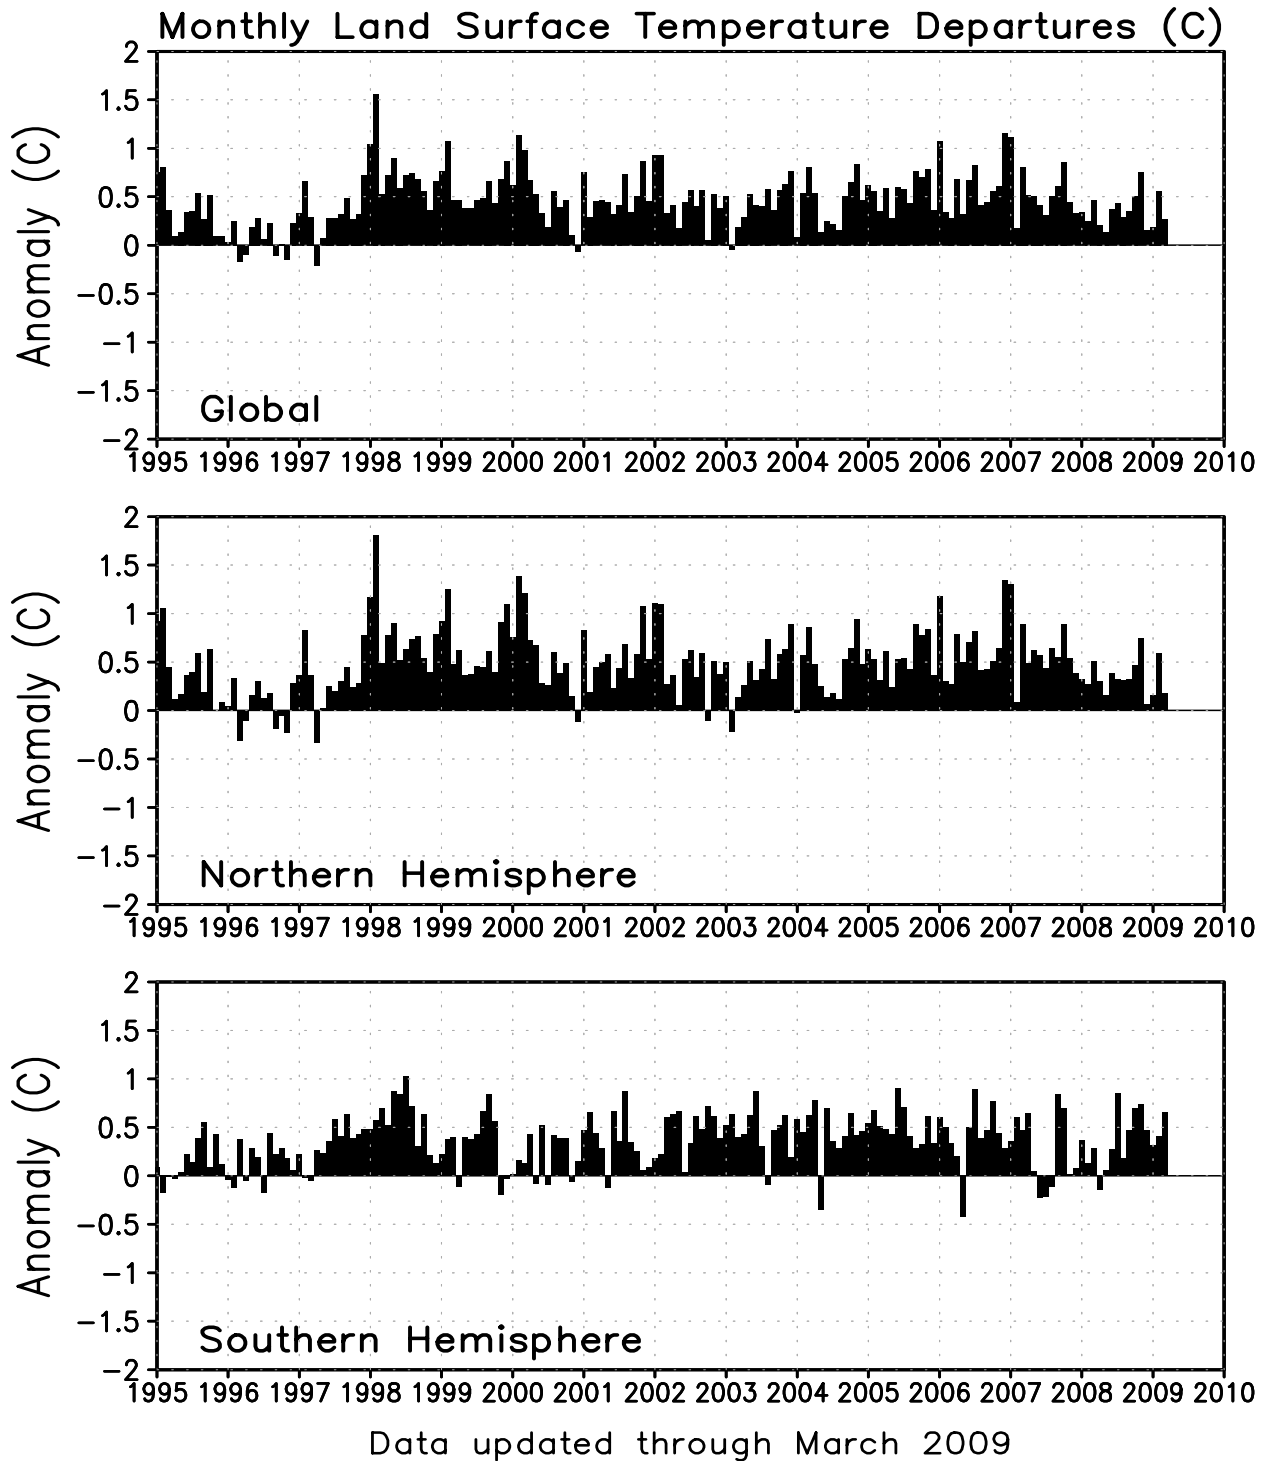 Monthly Land Surface Temperature Departures (C)
Anomaly (C)
2
1.5
1
0.5
0
−0.5
−1
−1.5
−2
Global
1995 1996 1997 1998 1999 2000 2001 2002 2003 2004 2005 2006 2007 2008 2009 2010
Anomaly (C)
2
1.5
1
0.5
0
−0.5
−1
−1.5
−2
Northern Hemisphere
1995 1996 1997 1998 1999 2000 2001 2002 2003 2004 2005 2006 2007 2008 2009 2010
Anomaly (C)
2
1.5
1
0.5
0
−0.5
−1
−1.5
−2
Southern Hemisphere
1995 1996 1997 1998 1999 2000 2001 2002 2003 2004 2005 2006 2007 2008 2009 2010
Data updated through March 2009